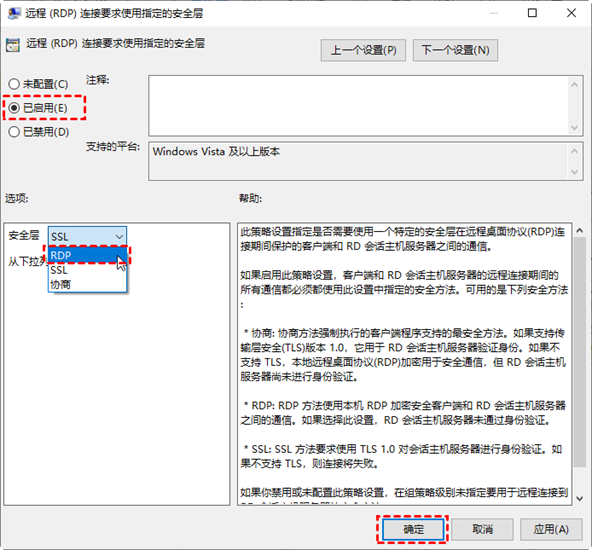 远程 (RDP) 连接要求使用指定的安全层
远程 (RDP) 连接要求使用指定的安全层
上一个设置(P)
下一个设置(N)
未配置(C)
注释:
已启用(E)
已禁用(D)
支持的平台:
Windows Vista 及以上版本
选项:
帮助:
安全层
SSL
从下拉列
RDP
SSL
协商
此策略设置指定是否需要使用一个特定的安全层在远程桌面协议(RDP)连
接期间保护的客户端和 RD 会话主机服务器之间的通信。
如果启用此策略设置，客户端和 RD 会话主机服务器的远程连接期间的
所有通信都必须都使用此设置中指定的安全方法。可用的是下列安全方法
:
* 协商: 协商方法强制执行的客户端程序支持的最安全方法。如果支持传
输层安全(TLS)版本 1.0，它用于 RD 会话主机服务器验证身份。如果不
支持 TLS，本地远程桌面协议(RDP)加密用于安全通信，但 RD 会话主机
服务器尚未进行身份验证。
* RDP: RDP 方法使用本机 RDP 加密安全客户端和 RD 会话主机服务器
之间的通信。如果选择此设置，RD 会话主机服务器未通过身份验证。
* SSL: SSL 方法要求使用 TLS 1.0 对会话主机服务器进行身份验证。如
果不支持 TLS，则连接将失败。
如果你禁用或未配置此策略设置，在组策略级别未指定要用于远程连接到
确定
取消
应用(A)